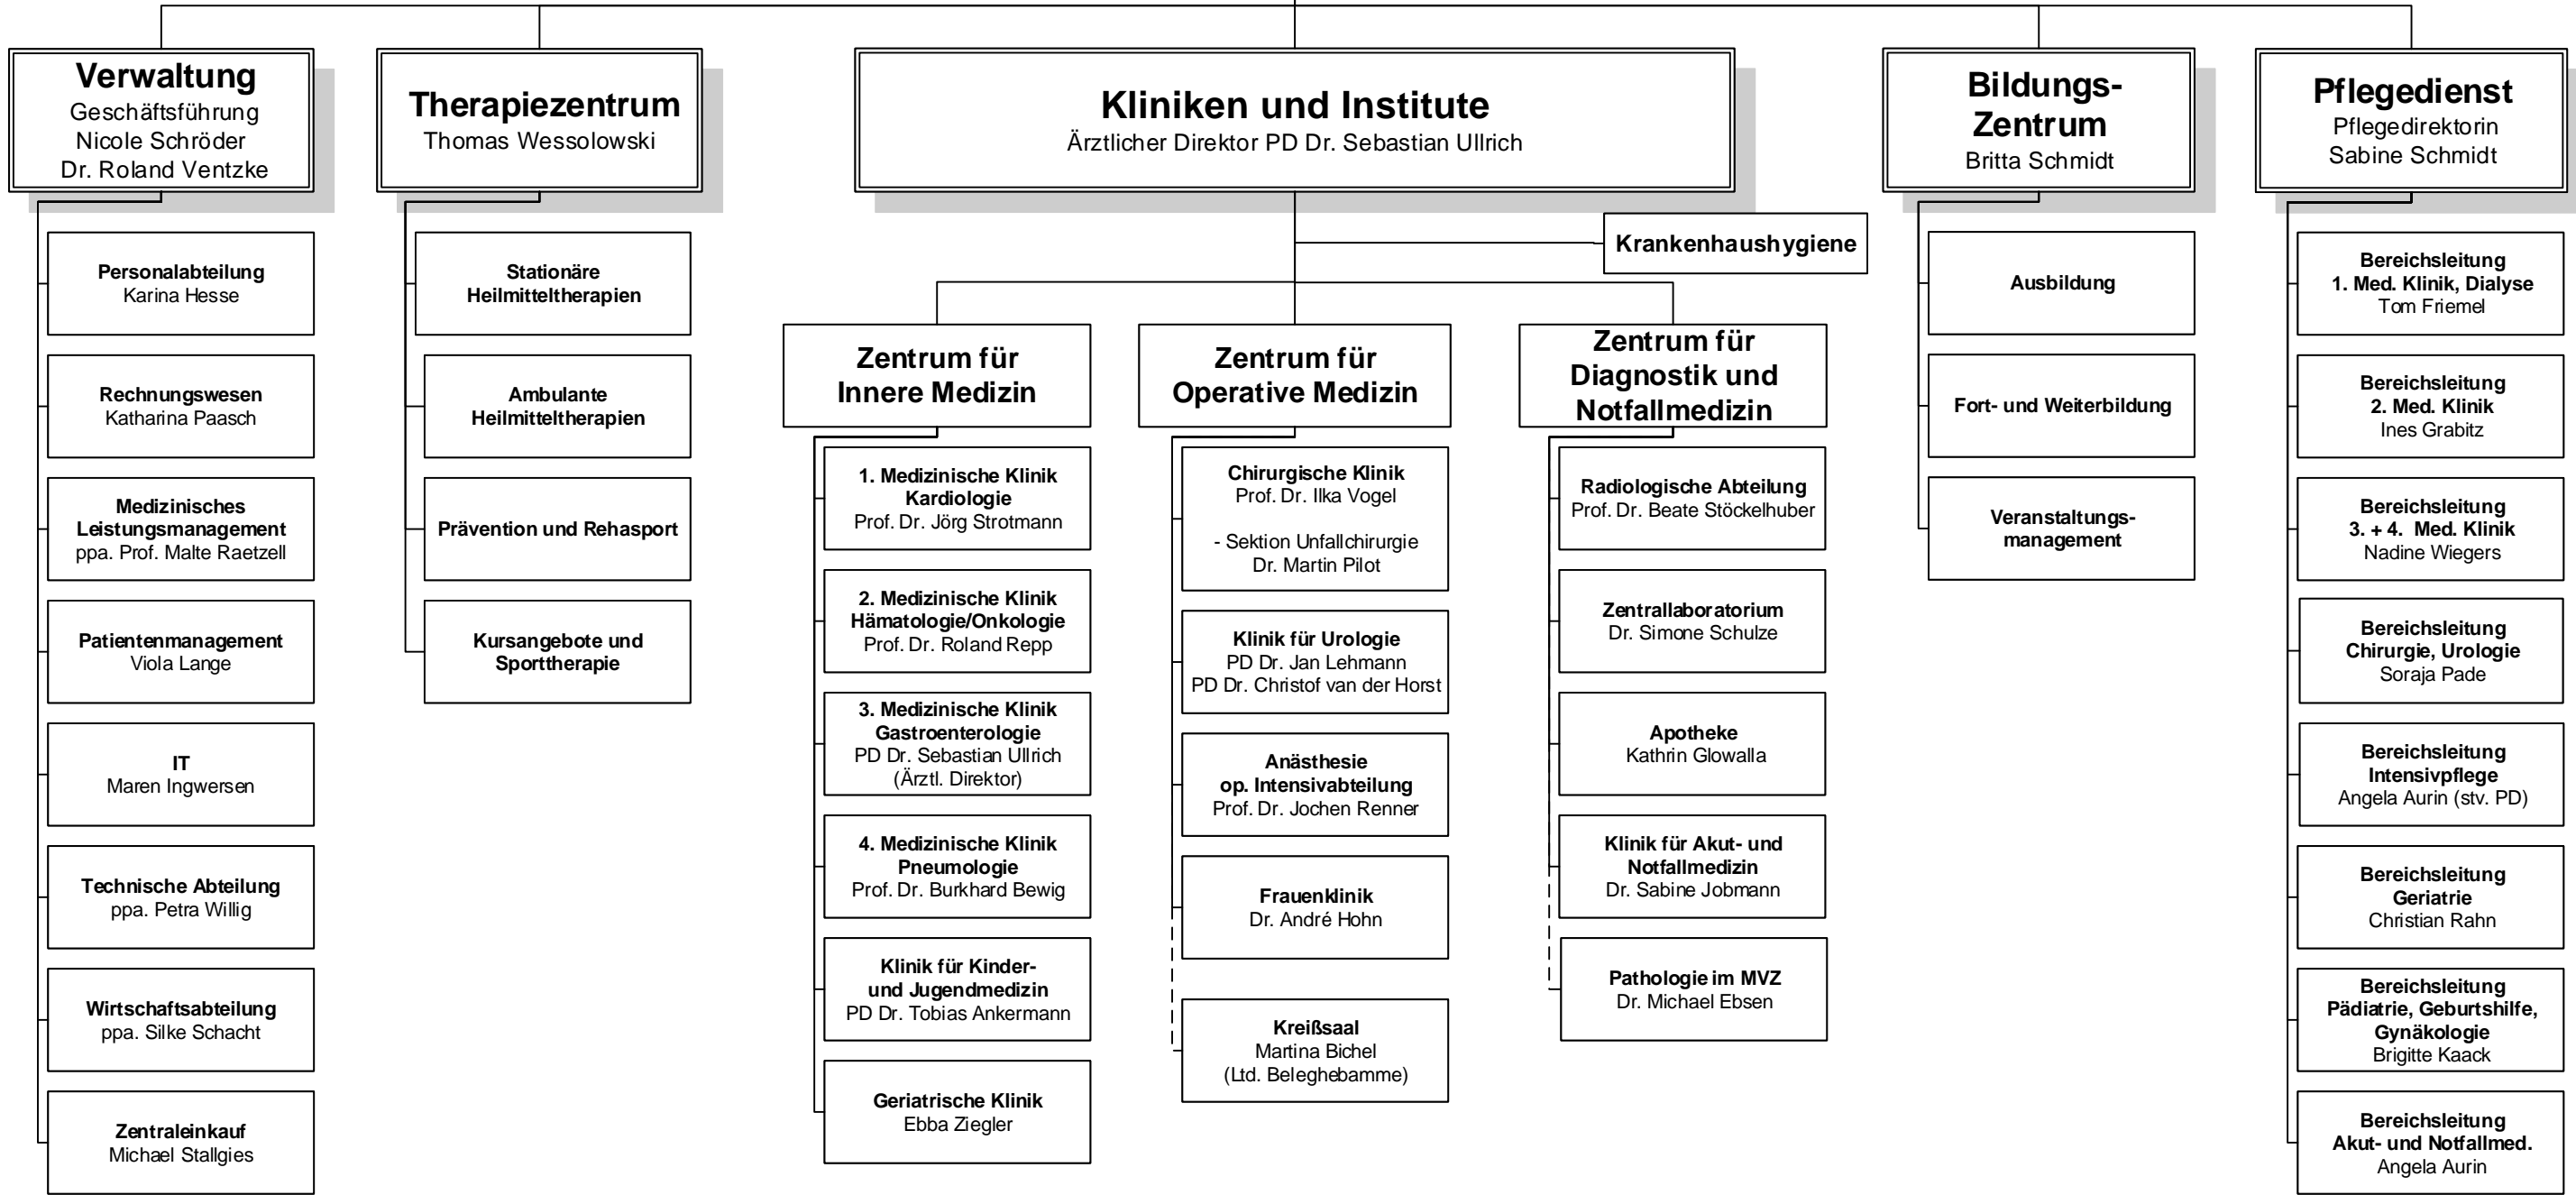 Verwaltung
Geschäftsführung
Nicole Schröder
Dr. Roland Ventzke
Personalabteilung
Karina Hesse
Rechnungswesen
Katharina Paasch
Medizinisches
Leistungsmanagement
ppa. Prof. Malte Raetzell
Patientenmanagement
Viola Lange
IT
Maren Ingwersen
Technische Abteilung
ppa. Petra Willig
Wirtschaftsabteilung
ppa. Silke Schacht
Zentraleinkauf
Michael Stallgies
Therapiezentrum
Thomas Wessolowski
Stationäre
Heilmitteltherapien
Ambulante
Heilmitteltherapien
Prävention und Rehasport
Kursangebote und
Sporttherapie
Kliniken und Institute
Ärztlicher Direktor PD Dr. Sebastian Ullrich
Krankenhaushygiene
Zentrum für
Innere Medizin
1. Medizinische Klinik
Kardiologie
Prof. Dr. Jörg Strotmann
2. Medizinische Klinik
Hämatologie/Onkologie
Prof. Dr. Roland Repp
3. Medizinische Klinik
Gastroenterologie
PD Dr. Sebastian Ullrich
(Ärztl. Direktor)
4. Medizinische Klinik
Pneumologie
Prof. Dr. Burkhard Bewig
Klinik für Kinder-
und Jugendmedizin
PD Dr. Tobias Ankermann
Geriatrische Klinik
Ebba Ziegler
Zentrum für
Operative Medizin
Chirurgische Klinik
Prof. Dr. Ilka Vogel
- Sektion Unfallchirurgie
Dr. Martin Pilot
Klinik für Urologie
PD Dr. Jan Lehmann
PD Dr. Christof van der Horst
Anästhesie
op. Intensivabteilung
Prof. Dr. Jochen Renner
Frauenklinik
Dr. André Hohn
Kreißsaal
Martina Bichel
(Ltd. Beleghebamme)
Zentrum für
Diagnostik und
Notfallmedizin
Radiologische Abteilung
Prof. Dr. Beate Stöckelhuber
Zentrallaboratorium
Dr. Simone Schulze
Apotheke
Kathrin Glowalla
Klinik für Akut- und
Notfallmedizin
Dr. Sabine Jobmann
Pathologie im MVZ
Dr. Michael Ebsen
Bildungs-
Zentrum
Britta Schmidt
Ausbildung
Fort- und Weiterbildung
Veranstaltungs-
management
Pflegedienst
Pflegedirektorin
Sabine Schmidt
Bereichsleitung
1. Med. Klinik, Dialyse
Tom Friemel
Bereichsleitung
2. Med. Klinik
Ines Grabitz
Bereichsleitung
3. + 4. Med. Klinik
Nadine Wiegers
Bereichsleitung
Chirurgie, Urologie
Soraja Pade
Bereichsleitung
Intensivpflege
Angela Aurin (stv. PD)
Bereichsleitung
Geriatrie
Christian Rahn
Bereichsleitung
Pädiatrie, Geburtshilfe,
Gynäkologie
Brigitte Kaack
Bereichsleitung
Akut- und Notfallmed.
Angela Aurin